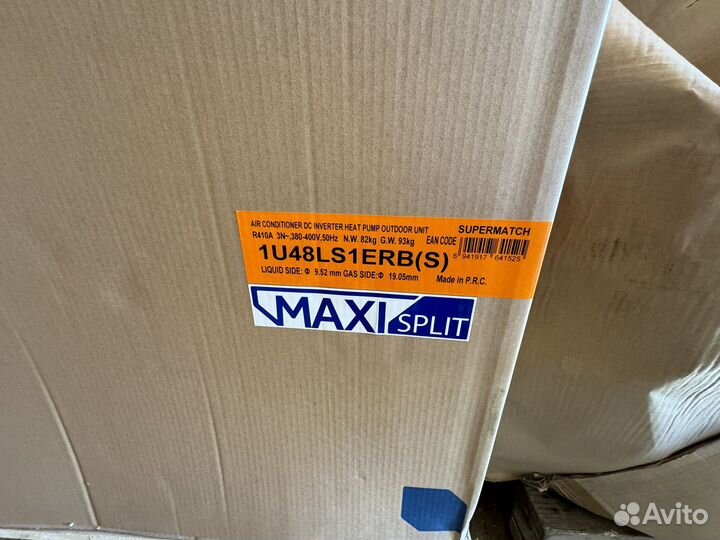 AIR CONDITIONER DC INVERTER HEAT PUMP OUTDOOR UNIT SUPERMATCH
R410A 3N~,380-400V,50Hz N.W. 82kg G.W. 93kg EAN CODE
6 941917 641525
1U48LS1ERB(S)
LIQUID SIDE: Φ 9.52 mm GAS SIDE:Φ 19.05mm Made in P.R.C.
MAXI SPLIT
Avito